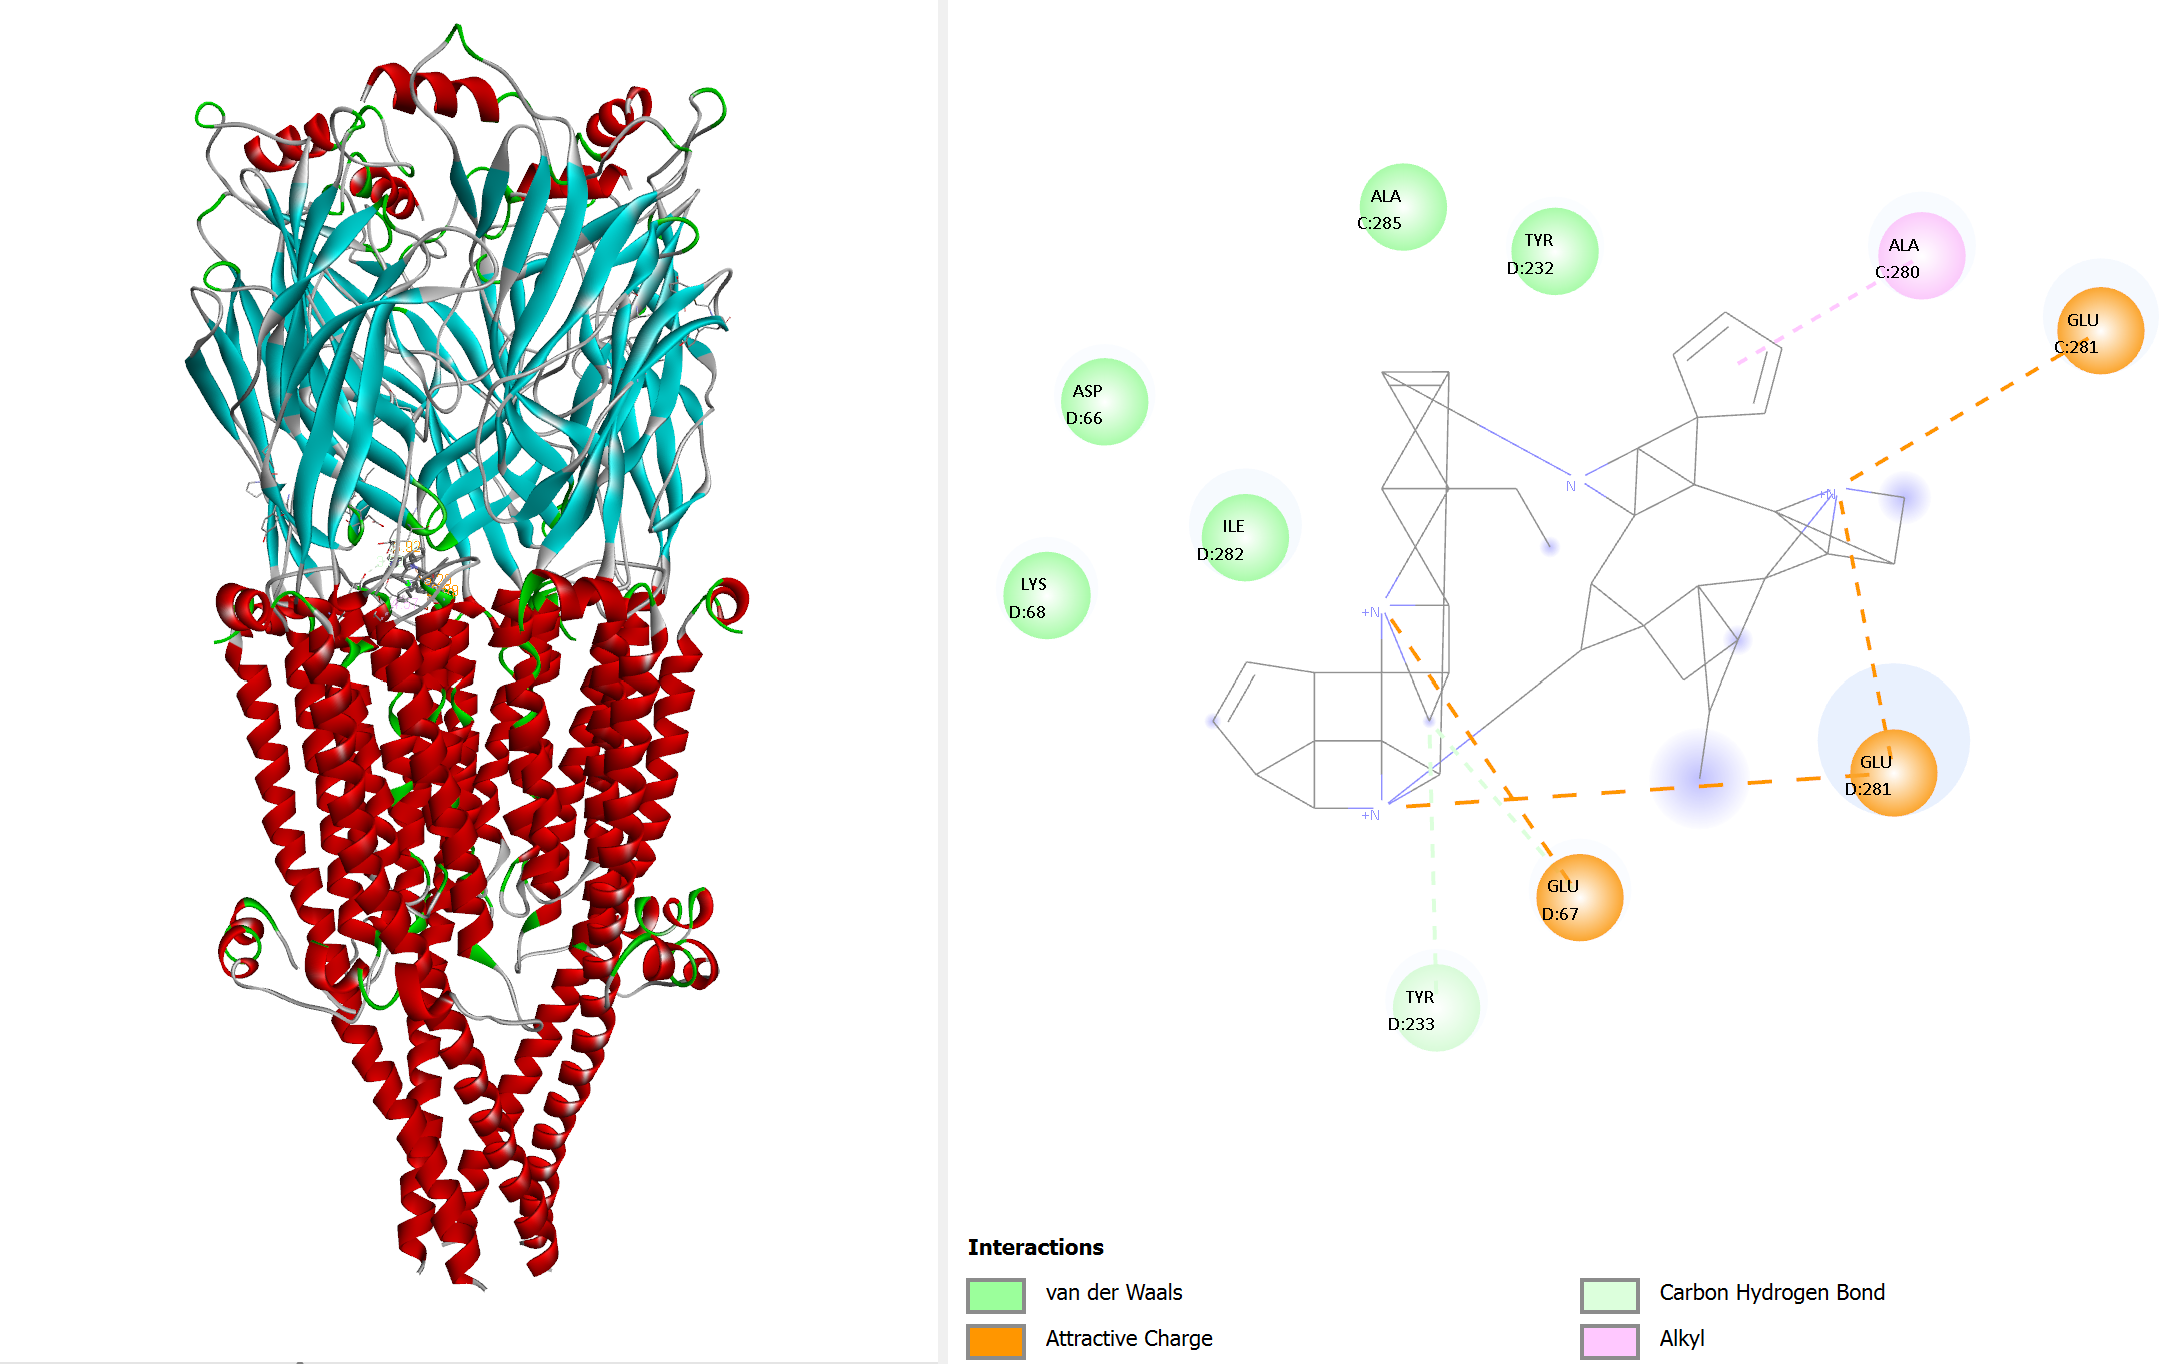 ALA
C:285
TYR
D:232
ALA
C:280
GLU
C:281
ASP
D:66
N
+N
ILE
D:282
LYS
D:68
+N
GLU
D:281
+N
GLU
D:67
TYR
D:233
Interactions
van der Waals
Carbon Hydrogen Bond
Attractive Charge
Alkyl